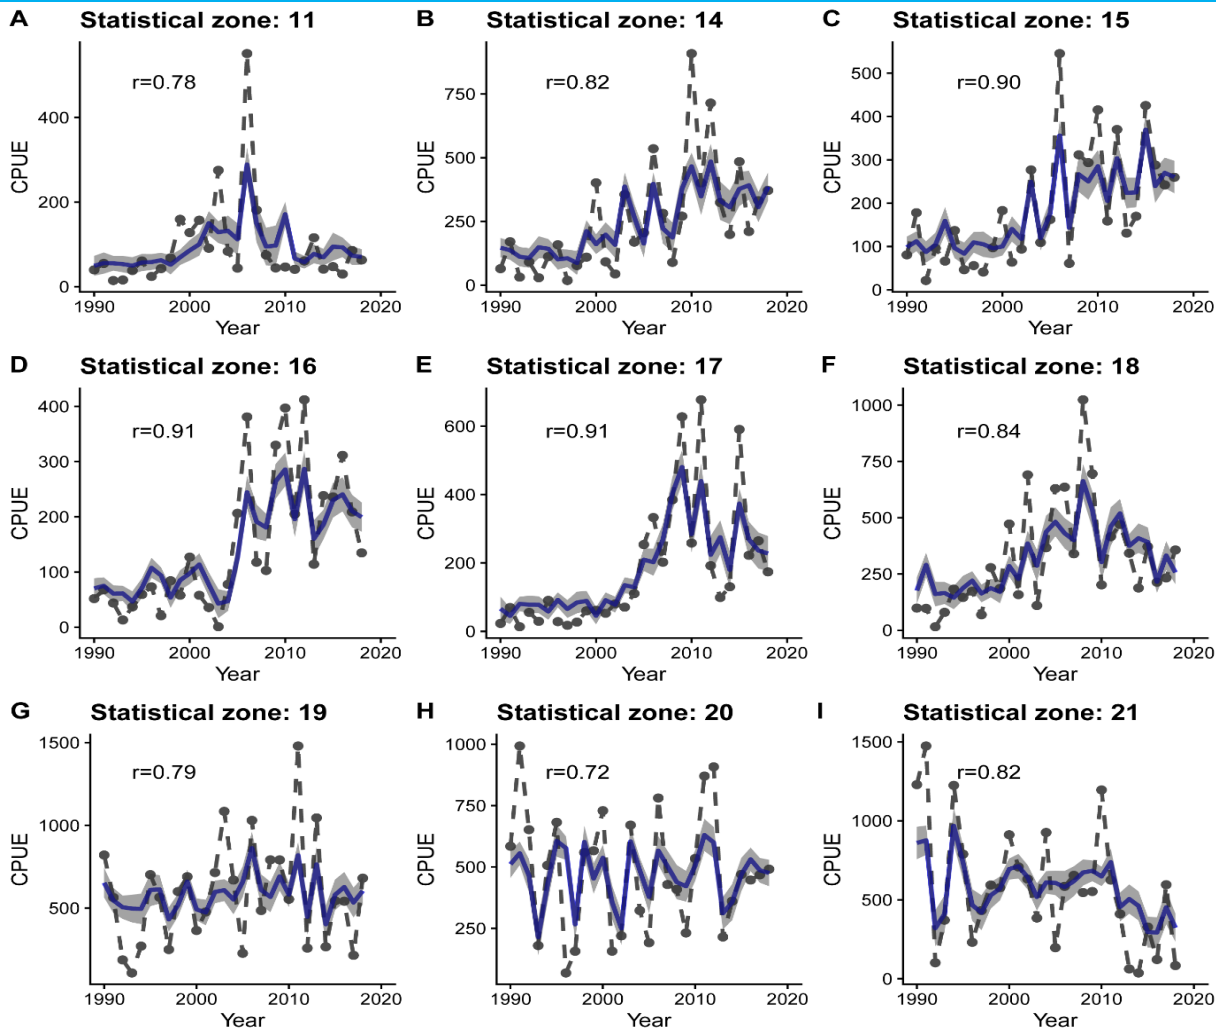 A Statistical zone: 11
r=0.78
CPUE
400
200
0
1990 2000 2010 2020
Year
B Statistical zone: 14
r=0.82
CPUE
750
500
250
0
1990 2000 2010 2020
Year
C Statistical zone: 15
r=0.90
CPUE
500
400
300
200
100
0
1990 2000 2010 2020
Year
D Statistical zone: 16
r=0.91
CPUE
400
300
200
100
0
1990 2000 2010 2020
Year
E Statistical zone: 17
r=0.91
CPUE
600
400
200
0
1990 2000 2010 2020
Year
F Statistical zone: 18
r=0.84
CPUE
1000
750
500
250
0
1990 2000 2010 2020
Year
G Statistical zone: 19
r=0.79
CPUE
1500
1000
500
1990 2000 2010 2020
Year
H Statistical zone: 20
r=0.72
CPUE
1000
750
500
250
1990 2000 2010 2020
Year
I Statistical zone: 21
r=0.82
CPUE
1500
1000
500
0
1990 2000 2010 2020
Year